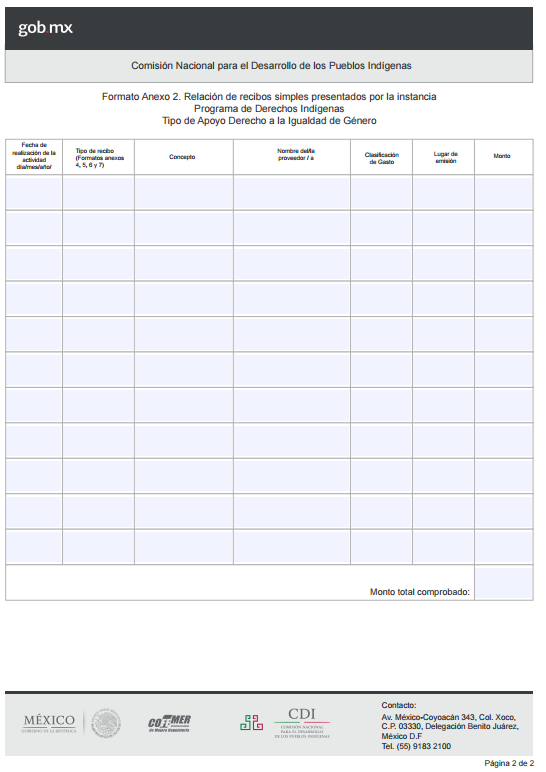 gob.mx
Comisión Nacional para el Desarrollo de los Pueblos Indígenas
Formato Anexo 2. Relación de recibos simples presentados por la instancia
Programa de Derechos Indígenas
Tipo de Apoyo Derecho a la Igualdad de Género
Fecha de
realización de la
actividad
día/mes/año/
Tipo de recibo
(Formatos anexos
4, 5, 6 y 7)
Concepto
Nombre del/la
proveedor / a
Clasificación
de Gasto
Lugar de
emisión
Monto
Monto total comprobado:
MÉXICO
GOBIERNO DE LA REPÚBLICA
COFEMER
de Mejora Regulatoria
CDI
COMISIÓN NACIONAL
PARA EL DESARROLLO
DE LOS PUEBLOS INDÍGENAS
Contacto:
Av. México-Coyoacán 343, Col. Xoco,
C.P. 03330, Delegación Benito Juárez,
México D.F
Tel. (55) 9183 2100
Página 2 de 2